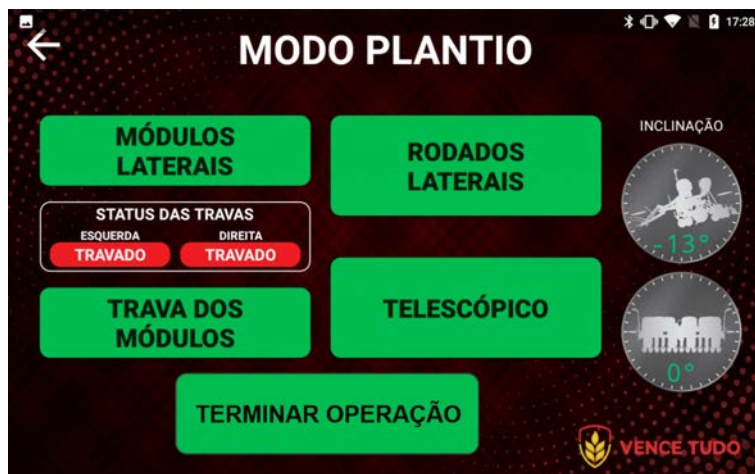 17:28
MODO PLANTIO
MÓDULOS
LATERAIS
RODADOS
LATERAIS
INCLINAÇÃO
STATUS DAS TRAVAS
ESQUERDA DIREITA
TRAVADO TRAVADO
-13°
TRAVA DOS
MÓDULOS
TELESCÓPICO
0°
TERMINAR OPERAÇÃO
VENCE TUDO